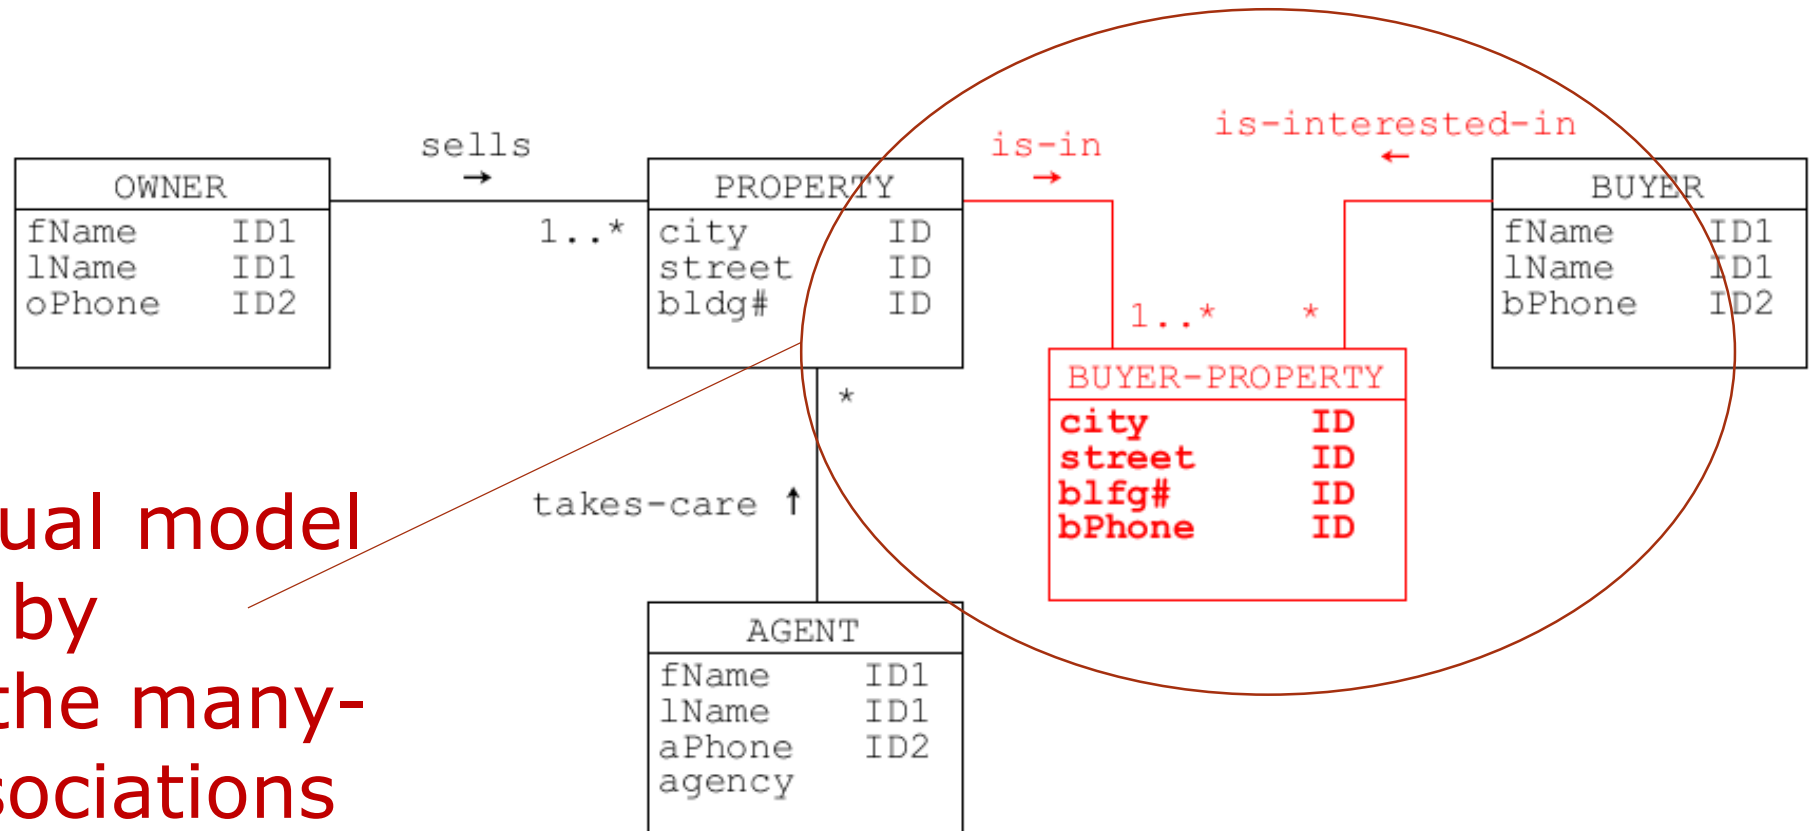 sells
→
OWNER
fName ID1
lName ID1
oPhone ID2
1..*
PROPERTY
city ID
street ID
bldg# ID
is-in
→
is-interested-in
←
BUYER
fName ID1
lName ID1
bPhone ID2
1..* *
BUYER-PROPERTY
city ID
street ID
blfg# ID
bPhone ID
*
takes-care ↑
AGENT
fName ID1
lName ID1
aPhone ID2
agency
ual model
by
the many-
sociations